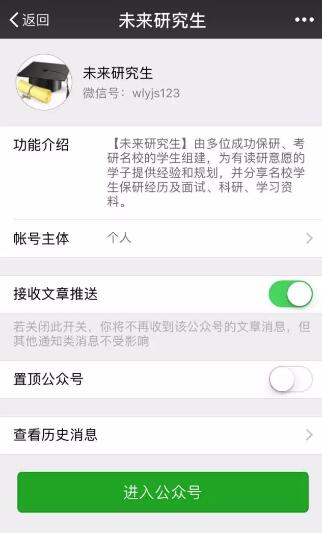 返回
未来研究生
未来研究生
微信号：wlyjs123
功能介绍
【未来研究生】由多位成功保研、考
研名校的学生组建，为有读研意愿的
学子提供经验和规划，并分享名校学
生保研经历及面试、科研、学习资
料。
帐号主体
个人
接收文章推送
若关闭此开关，你将不再收到该公众号的文章消息，但
其他通知类消息不受影响
置顶公众号
查看历史消息
进入公众号